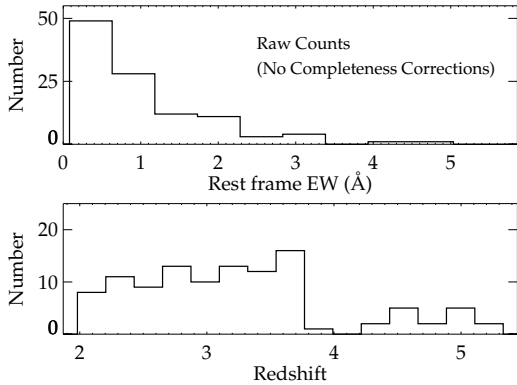 50
25
0
Number
Raw Counts
(No Completeness Corrections)
0 1 2 3 4 5
Rest frame EW (Å)
20
10
0
Number
2 3 4 5
Redshift